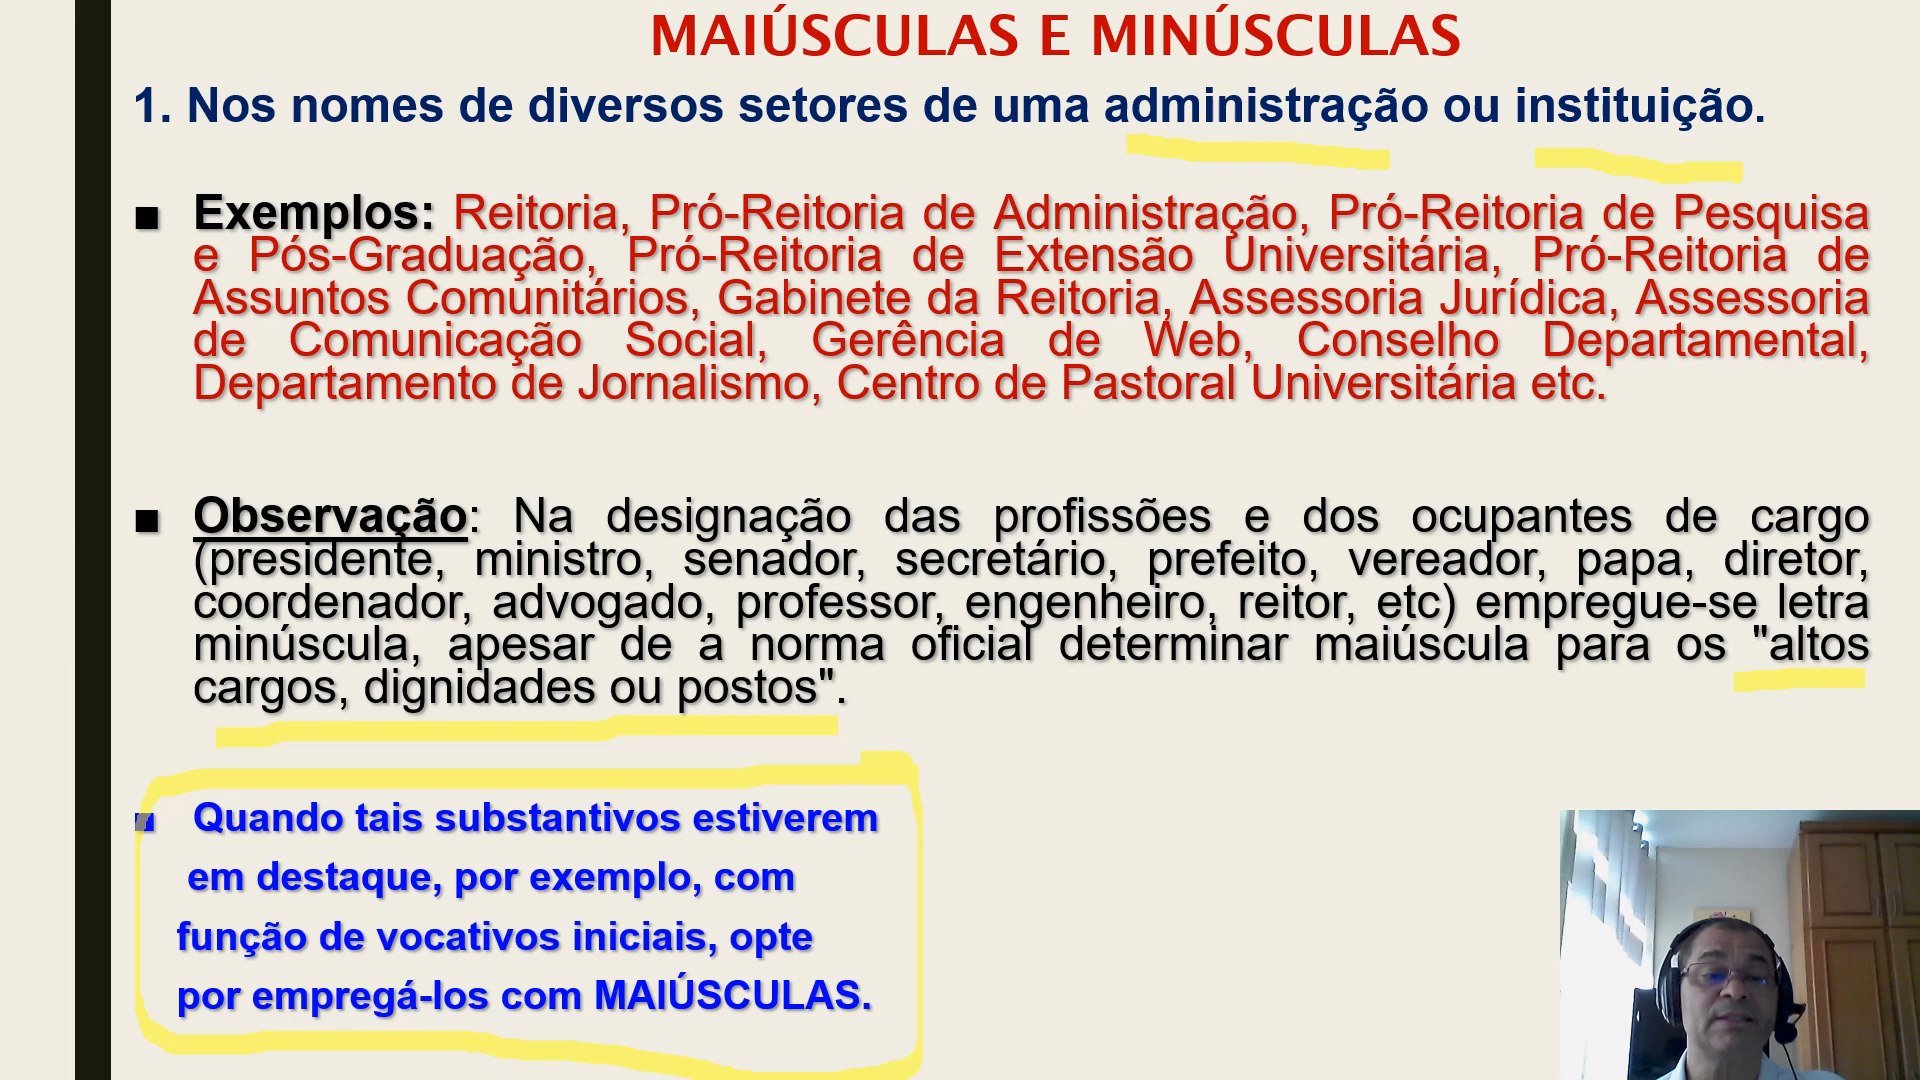 MAIÚSCULAS E MINÚSCULAS
1. Nos nomes de diversos setores de uma administração ou instituição.
■ Exemplos: Reitoria, Pró-Reitoria de Administração, Pró-Reitoria de Pesquisa
e Pós-Graduação, Pró-Reitoria de Extensão Universitária, Pró-Reitoria de
Assuntos Comunitários, Gabinete da Reitoria, Assessoria Jurídica, Assessoria
de Comunicação Social, Gerência de Web, Conselho Departamental,
Departamento de Jornalismo, Centro de Pastoral Universitária etc.
■ Observação: Na designação das profissões e dos ocupantes de cargo
(presidente, ministro, senador, secretário, prefeito, vereador, papa, diretor,
coordenador, advogado, professor, engenheiro, reitor, etc) empregue-se letra
minúscula, apesar de a norma oficial determinar maiúscula para os "altos
cargos, dignidades ou postos".
■ Quando tais substantivos estiverem
em destaque, por exemplo, com
função de vocativos iniciais, opte
por empregá-los com MAIÚSCULAS.